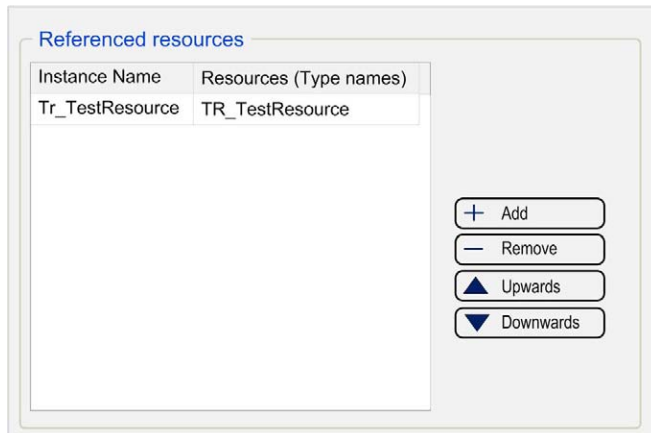 Referenced resources
Instance Name Resources (Type names)
Tr_TestResource TR_TestResource
Add
Remove
Upwards
Downwards